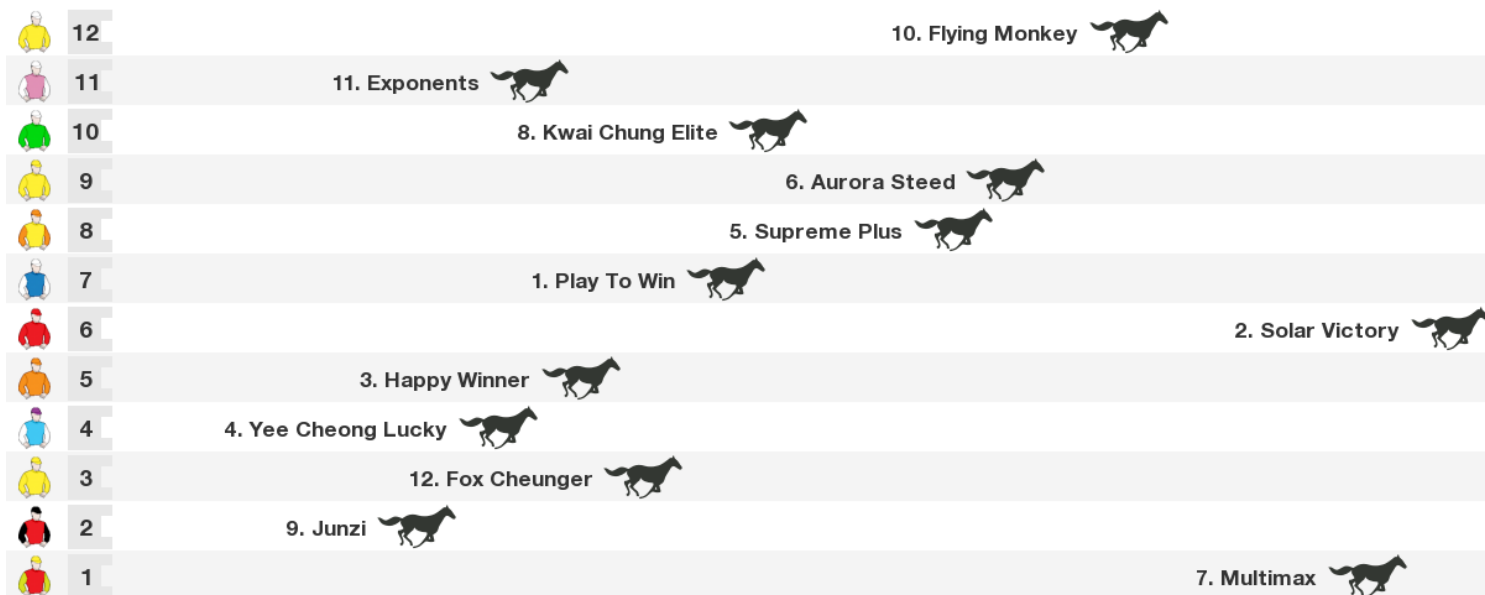 12 10. Flying Monkey
11 11. Exponents
10 8. Kwai Chung Elite
9 6. Aurora Steed
8 5. Supreme Plus
7 1. Play To Win
6 2. Solar Victory
5 3. Happy Winner
4 4. Yee Cheong Lucky
3 12. Fox Cheunger
2 9. Junzi
1 7. Multimax